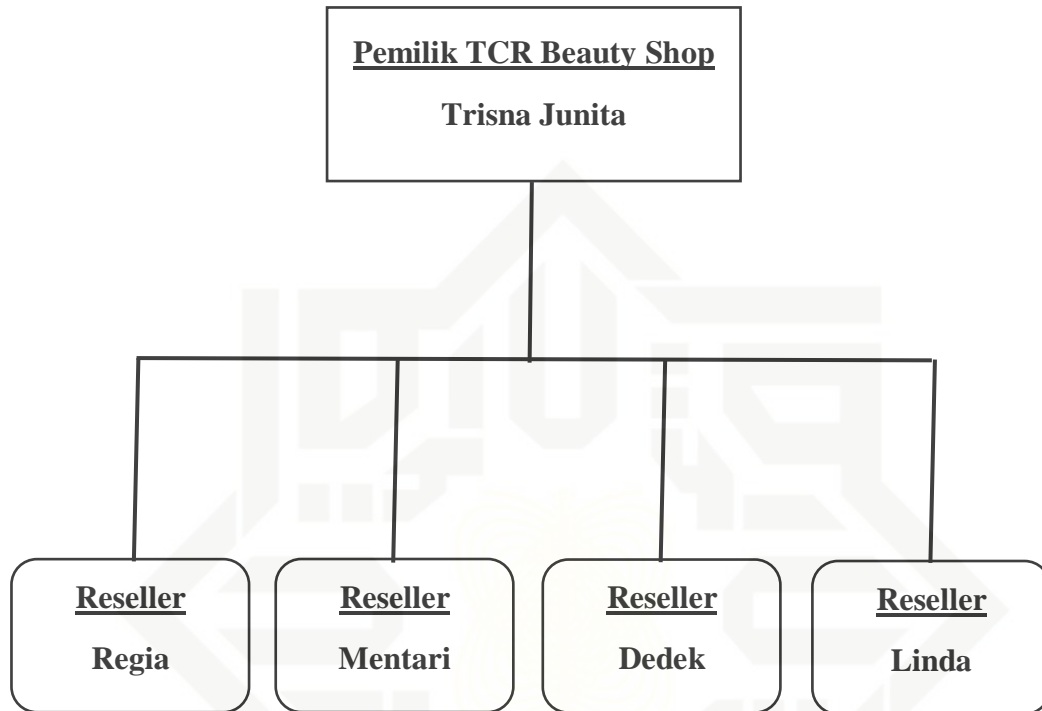 Pemilik TCR Beauty Shop
Trisna Junita
Reseller
Regia
Reseller
Mentari
Reseller
Dedek
Reseller
Linda